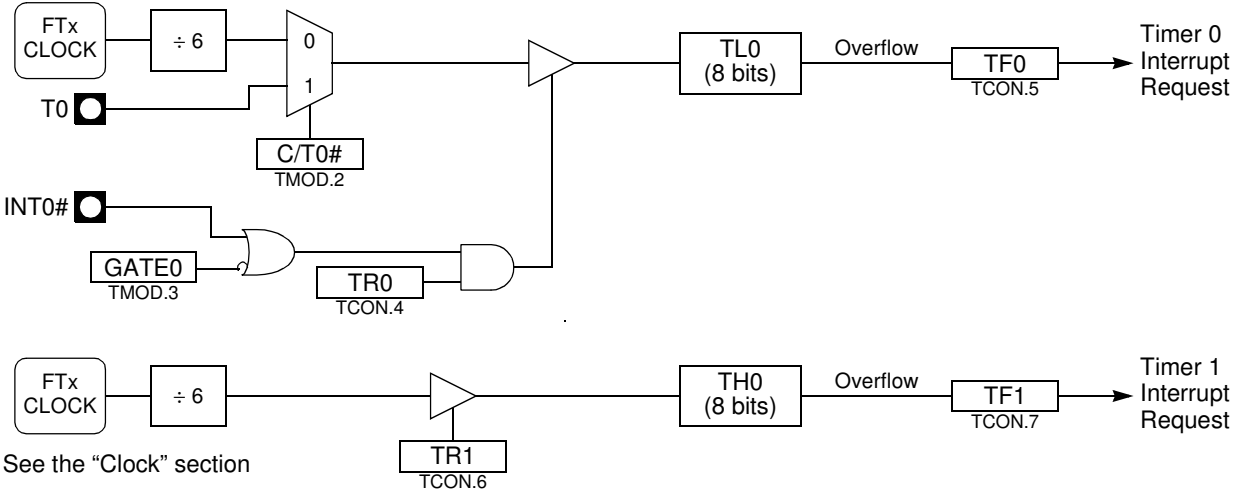 FTx
CLOCK
÷ 6
0
1
T0
C/T0#
TMOD.2
TL0
(8 bits)
Overflow
TF0
TCON.5
Timer 0
Interrupt
Request
INT0#
GATE0
TMOD.3
TR0
TCON.4
FTx
CLOCK
÷ 6
TR1
TCON.6
TH0
(8 bits)
Overflow
TF1
TCON.7
Timer 1
Interrupt
Request
See the “Clock” section